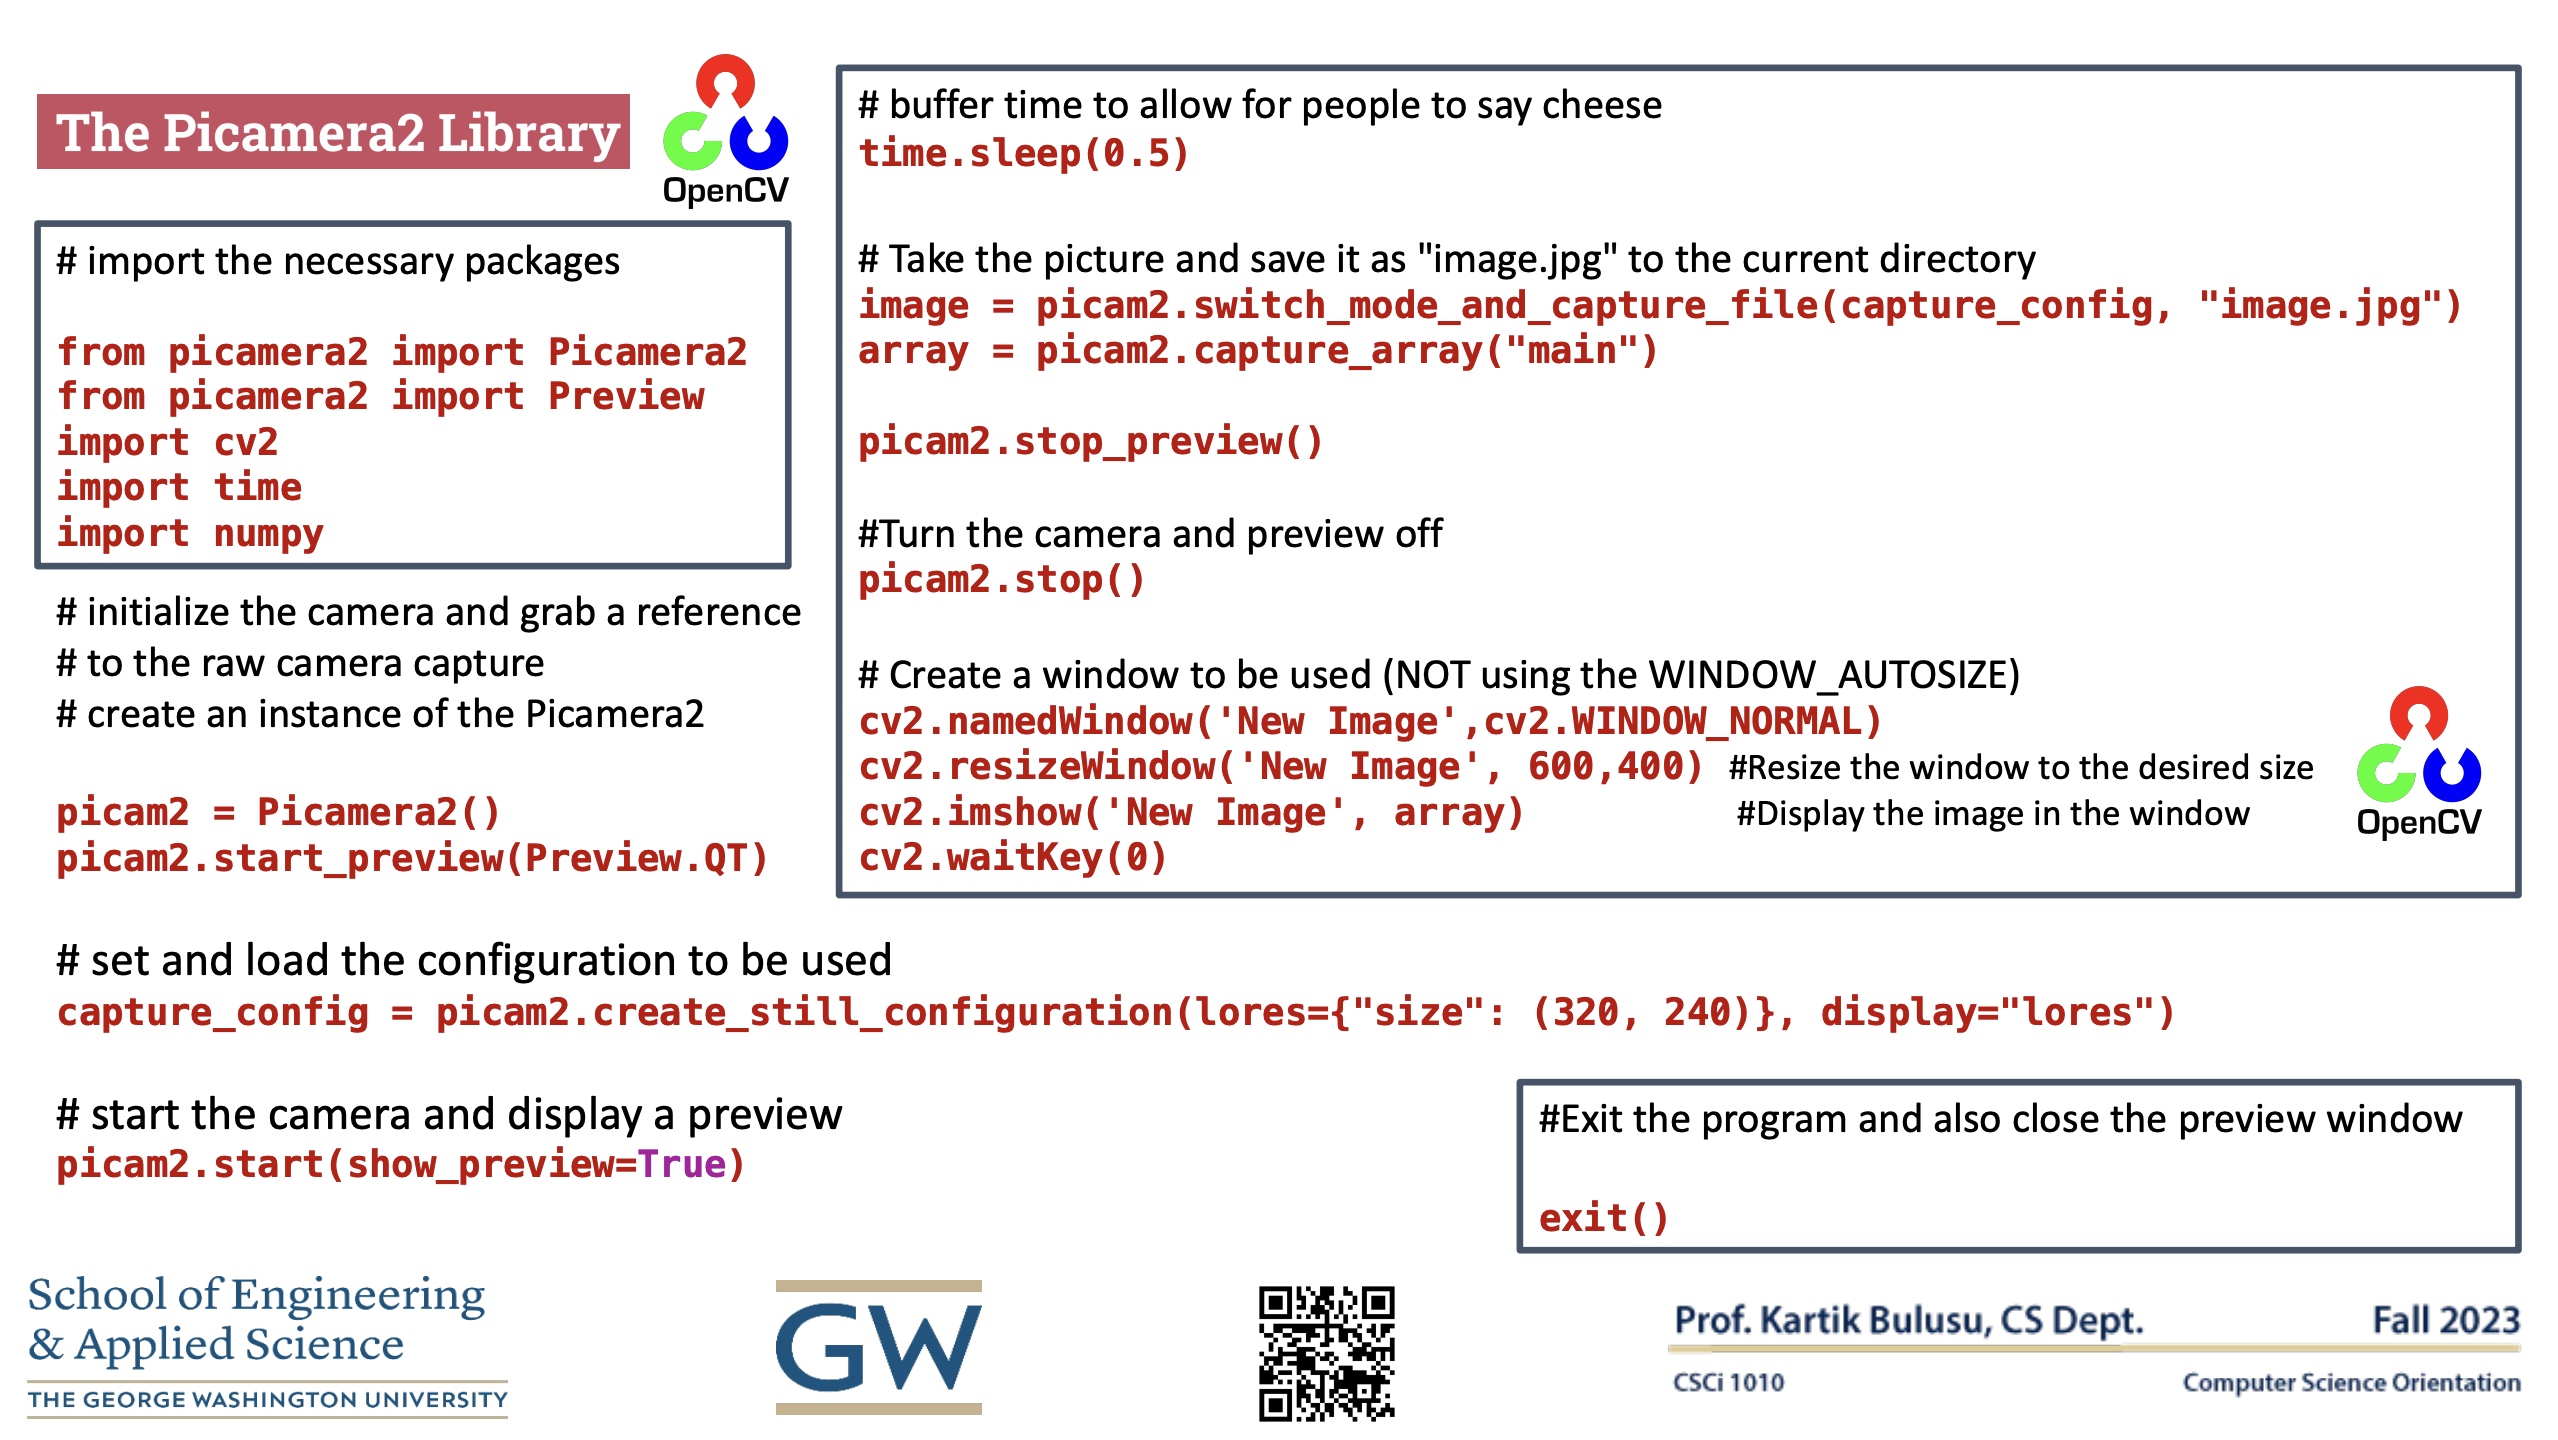 The Picamera2 Library
OpenCV
# import the necessary packages
from picamera2 import Picamera2
from picamera2 import Preview
import cv2
import time
import numpy
# initialize the camera and grab a reference
# to the raw camera capture
# create an instance of the Picamera2
picam2 = Picamera2()
picam2.start_preview(Preview.QT)
# set and load the configuration to be used
capture_config = picam2.create_still_configuration(lores={"size": (320, 240)}, display="lores")
# start the camera and display a preview
picam2.start(show_preview=True)
# buffer time to allow for people to say cheese
time.sleep(0.5)
# Take the picture and save it as "image.jpg" to the current directory
image = picam2.switch_mode_and_capture_file(capture_config, "image.jpg")
array = picam2.capture_array("main")
picam2.stop_preview()
#Turn the camera and preview off
picam2.stop()
# Create a window to be used (NOT using the WINDOW_AUTOSIZE)
cv2.namedWindow('New Image',cv2.WINDOW_NORMAL)
cv2.resizeWindow('New Image', 600,400) #Resize the window to the desired size
cv2.imshow('New Image', array) #Display the image in the window
cv2.waitKey(0)
OpenCV
#Exit the program and also close the preview window
exit()
School of Engineering
& Applied Science
THE GEORGE WASHINGTON UNIVERSITY
GW
Prof. Kartik Bulusu, CS Dept. Fall 2023
CSCi 1010 Computer Science Orientation